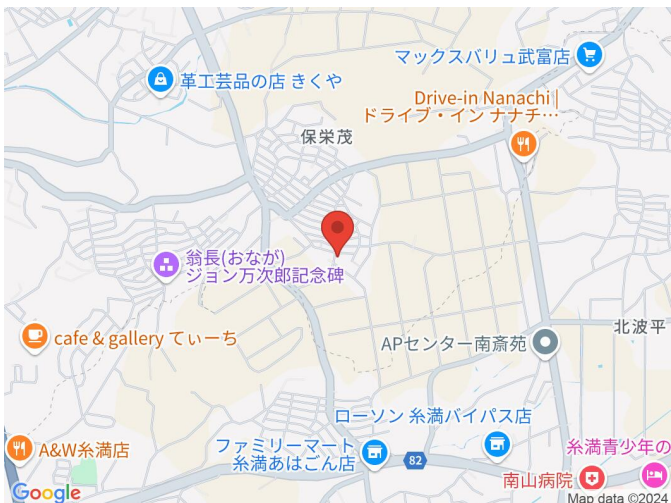 マックスバリュ武富店
革工芸品の店 きくや
Drive-in Nanachi |
ドライブ・イン ナナチ…
保栄茂
翁長(おなが)
ジョン万次郎記念碑
北波平
cafe & gallery てぃーち
APセンター南斎苑
ローソン 糸満バイパス店
A&W糸満店
ファミリーマート
糸満あはごん店
82
糸満青少年の
南山病院
Google
Map data ©2024